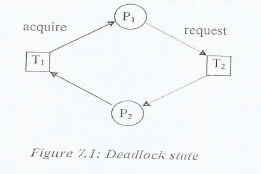 P1
acquire
request
T1
T2
P2
Figure 7.1: Deadlock state